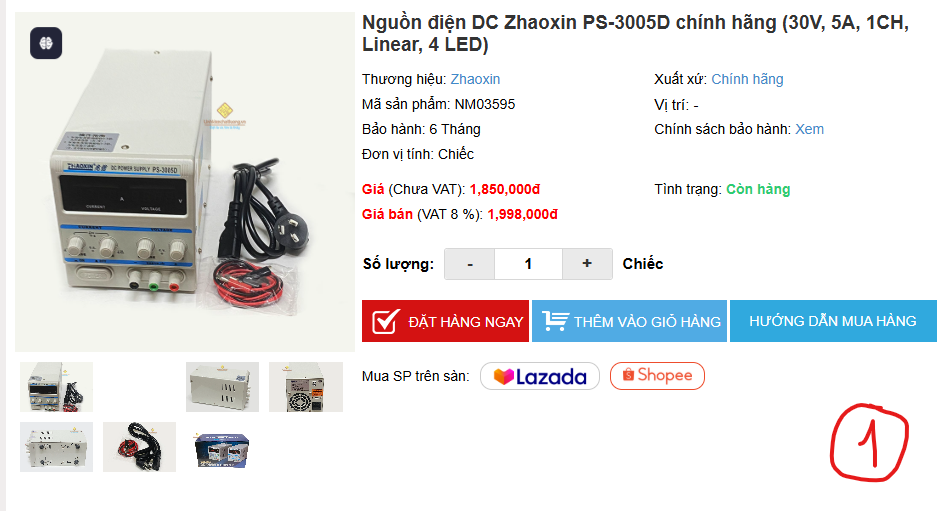 Nguồn điện DC Zhaoxin PS-3005D chính hãng (30V, 5A, 1CH,
Linear, 4 LED)
Thương hiệu: Zhaoxin
Xuất xứ: Chính hãng
Mã sản phẩm: NM03595
Vị trí: -
Bảo hành: 6 Tháng
Chính sách bảo hành: Xem
Đơn vị tính: Chiếc
ZHAOXIN DC POWER SUPPLY PS-3005D
A V
CURRENT VOLTAGE
CURRENT VOLTAGE
Giá (Chưa VAT): 1,850,000đ
Tình trạng: Còn hàng
Giá bán (VAT 8 %): 1,998,000đ
Số lượng: - 1 + Chiếc
ĐẶT HÀNG NGAY
THÊM VÀO GIỎ HÀNG
HƯỚNG DẪN MUA HÀNG
Mua SP trên sàn: Lazada Shopee
1